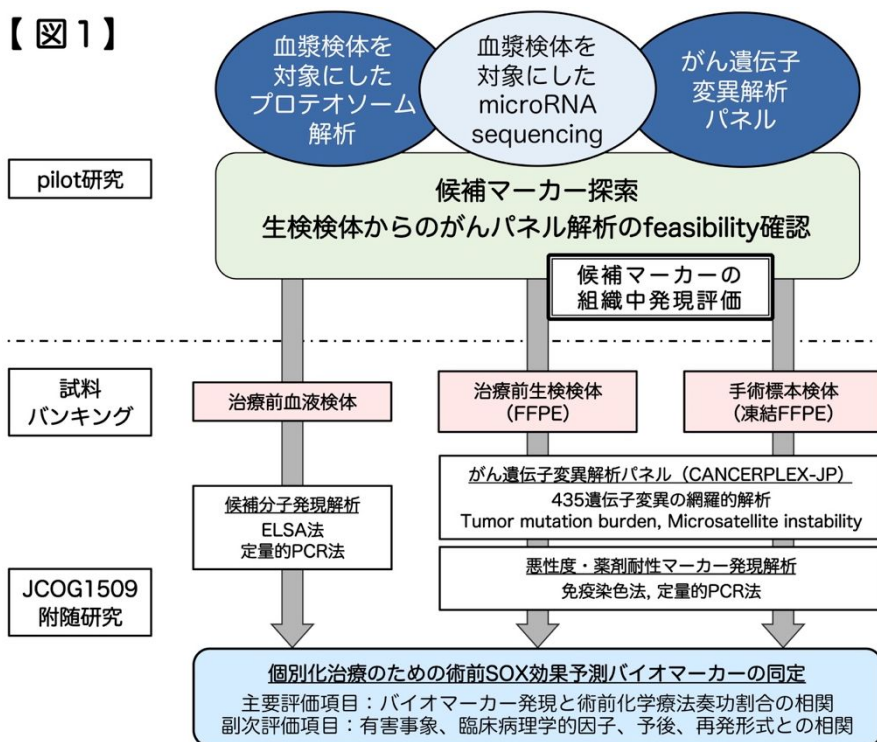 【図1】
血漿検体を
対象にした
プロテオソーム
解析
血漿検体を
対象にした
microRNA
sequencing
がん遺伝子
変異解析
パネル
pilot研究
候補マーカー探索
生検検体からのがんパネル解析のfeasibility確認
候補マーカーの
組織中発現評価
試料
バンキング
治療前血液検体
治療前生検検体
(FFPE)
手術標本検体
(凍結FFPE)
候補分子発現解析
ELSA法
定量的PCR法
がん遺伝子変異解析パネル（CANCERPLEX-JP）
435遺伝子変異の網羅的解析
Tumor mutation burden, Microsatellite instability
悪性度・薬剤耐性マーカー発現解析
免疫染色法, 定量的PCR法
JCOG1509
附随研究
個別化治療のための術前SOX効果予測バイオマーカーの同定
主要評価項目：バイオマーカー発現と術前化学療法奏功割合の相関
副次評価項目：有害事象、臨床病理学的因子、予後、再発形式との相関